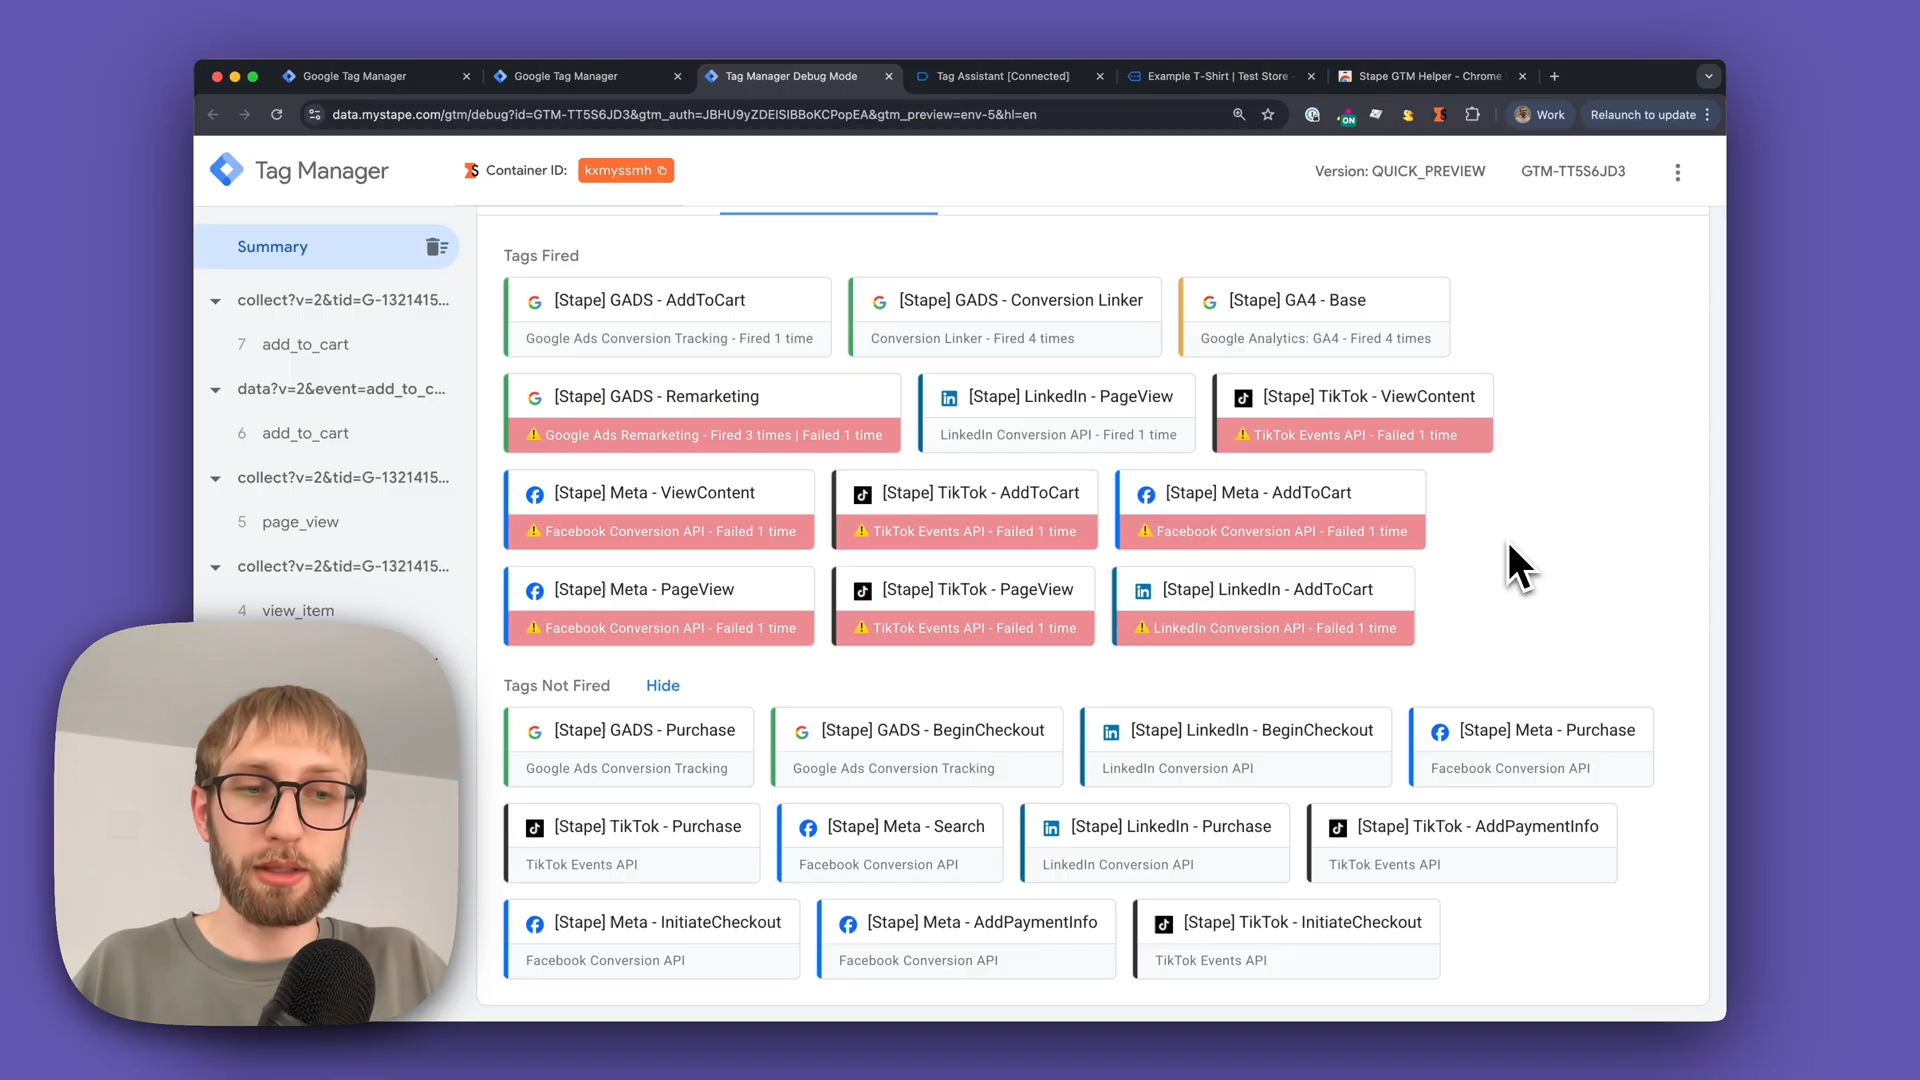 Google Tag Manager
Google Tag Manager
Tag Manager Debug Mode
Tag Assistant [Connected]
Example T-Shirt | Test Store -
Stape GTM Helper - Chrome
data.mystape.com/gtm/debug?id=GTM-TT5S6JD3&gtm_auth=JBHU9yZDEISIBBoKCPopEA&gtm_preview=env-5&hl=en
ON
Work
Relaunch to update
Tag Manager
Container ID:
kxmyssmh
Version: QUICK_PREVIEW
GTM-TT5S6JD3
Summary
collect?v=2&tid=G-1321415...
7 add_to_cart
data?v=2&event=add_to_c...
6 add_to_cart
collect?v=2&tid=G-1321415...
5 page_view
collect?v=2&tid=G-1321415...
4 view_item
Tags Fired
[Stape] GADS - AddToCart
Google Ads Conversion Tracking - Fired 1 time
[Stape] GADS - Conversion Linker
Conversion Linker - Fired 4 times
[Stape] GA4 - Base
Google Analytics: GA4 - Fired 4 times
[Stape] GADS - Remarketing
Google Ads Remarketing - Fired 3 times | Failed 1 time
[Stape] LinkedIn - PageView
LinkedIn Conversion API - Fired 1 time
[Stape] TikTok - ViewContent
TikTok Events API - Failed 1 time
[Stape] Meta - ViewContent
Facebook Conversion API - Failed 1 time
[Stape] TikTok - AddToCart
TikTok Events API - Failed 1 time
[Stape] Meta - AddToCart
Facebook Conversion API - Failed 1 time
[Stape] Meta - PageView
Facebook Conversion API - Failed 1 time
[Stape] TikTok - PageView
TikTok Events API - Failed 1 time
[Stape] LinkedIn - AddToCart
LinkedIn Conversion API - Failed 1 time
Tags Not Fired
Hide
[Stape] GADS - Purchase
Google Ads Conversion Tracking
[Stape] GADS - BeginCheckout
Google Ads Conversion Tracking
[Stape] LinkedIn - BeginCheckout
LinkedIn Conversion API
[Stape] Meta - Purchase
Facebook Conversion API
[Stape] TikTok - Purchase
TikTok Events API
[Stape] Meta - Search
Facebook Conversion API
[Stape] LinkedIn - Purchase
LinkedIn Conversion API
[Stape] TikTok - AddPaymentInfo
TikTok Events API
[Stape] Meta - InitiateCheckout
Facebook Conversion API
[Stape] Meta - AddPaymentInfo
Facebook Conversion API
[Stape] TikTok - InitiateCheckout
TikTok Events API